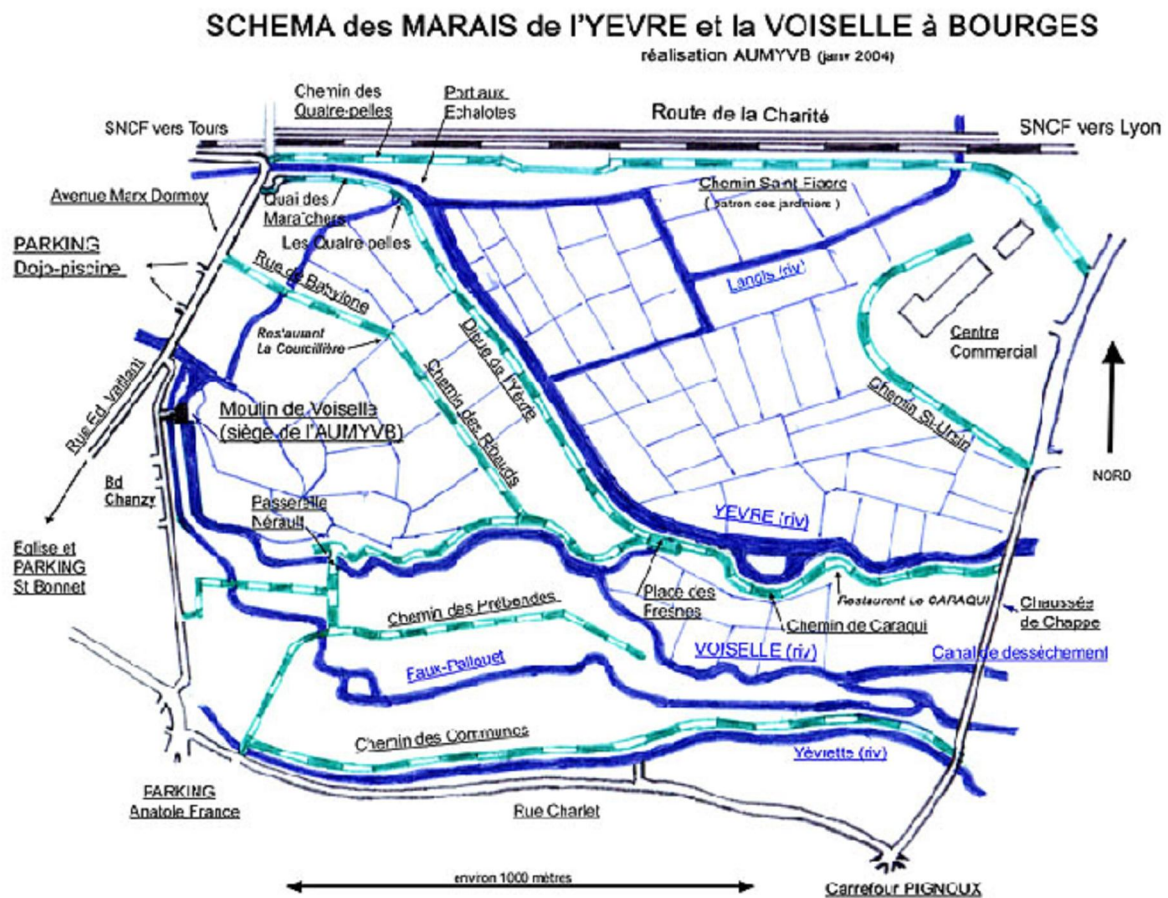 SCHEMA des MARAIS de l'YEVRE et la VOISELLE à BOURGES
réalisation AUMYVB (janv 2004)
Chemin des
Quatre-pelles
Port aux
Echalotes
Route de la Charité
SNCF vers Tours
SNCF vers Lyon
Avenue Marx Dormoy
Quai des
Maraîchers
Chemin Saint Fiacre
( patron des jardiniers )
PARKING
Dojo-piscine
Les Quatre pelles
Rue de Babylone
Langis (riv)
Restaurant
La Courcillière
Digue de l'Yèvre
Centre
Commercial
Rue Ed. Vaillant
Moulin de Voiselle
(siège de l'AUMYVB)
Chemin des Ribauds
Chemin St-Ursin
NORD
Bd
Chanzy
Passerelle
Nérault
YEVRE (riv)
Eglise et
PARKING
St Bonnet
Place des
Fresnes
Restaurant Le CARAQUI
Chemin des Prébendes
Chemin de Caraqui
Chaussée
de Chappe
VOISELLE (riv)
Canal de dessèchement
Faux-Pallouet
Chemin des Communes
Yèvrette (riv)
PARKING
Anatole France
Rue Charlet
environ 1000 mètres
Carrefour PIGNOUX